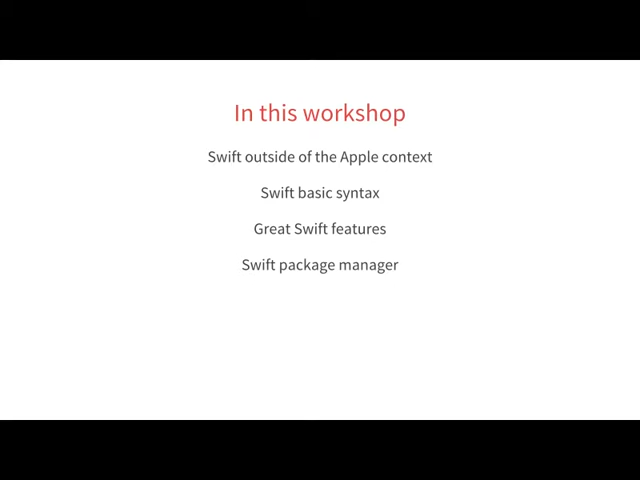 In this workshop
Swift outside of the Apple context
Swift basic syntax
Great Swift features
Swift package manager